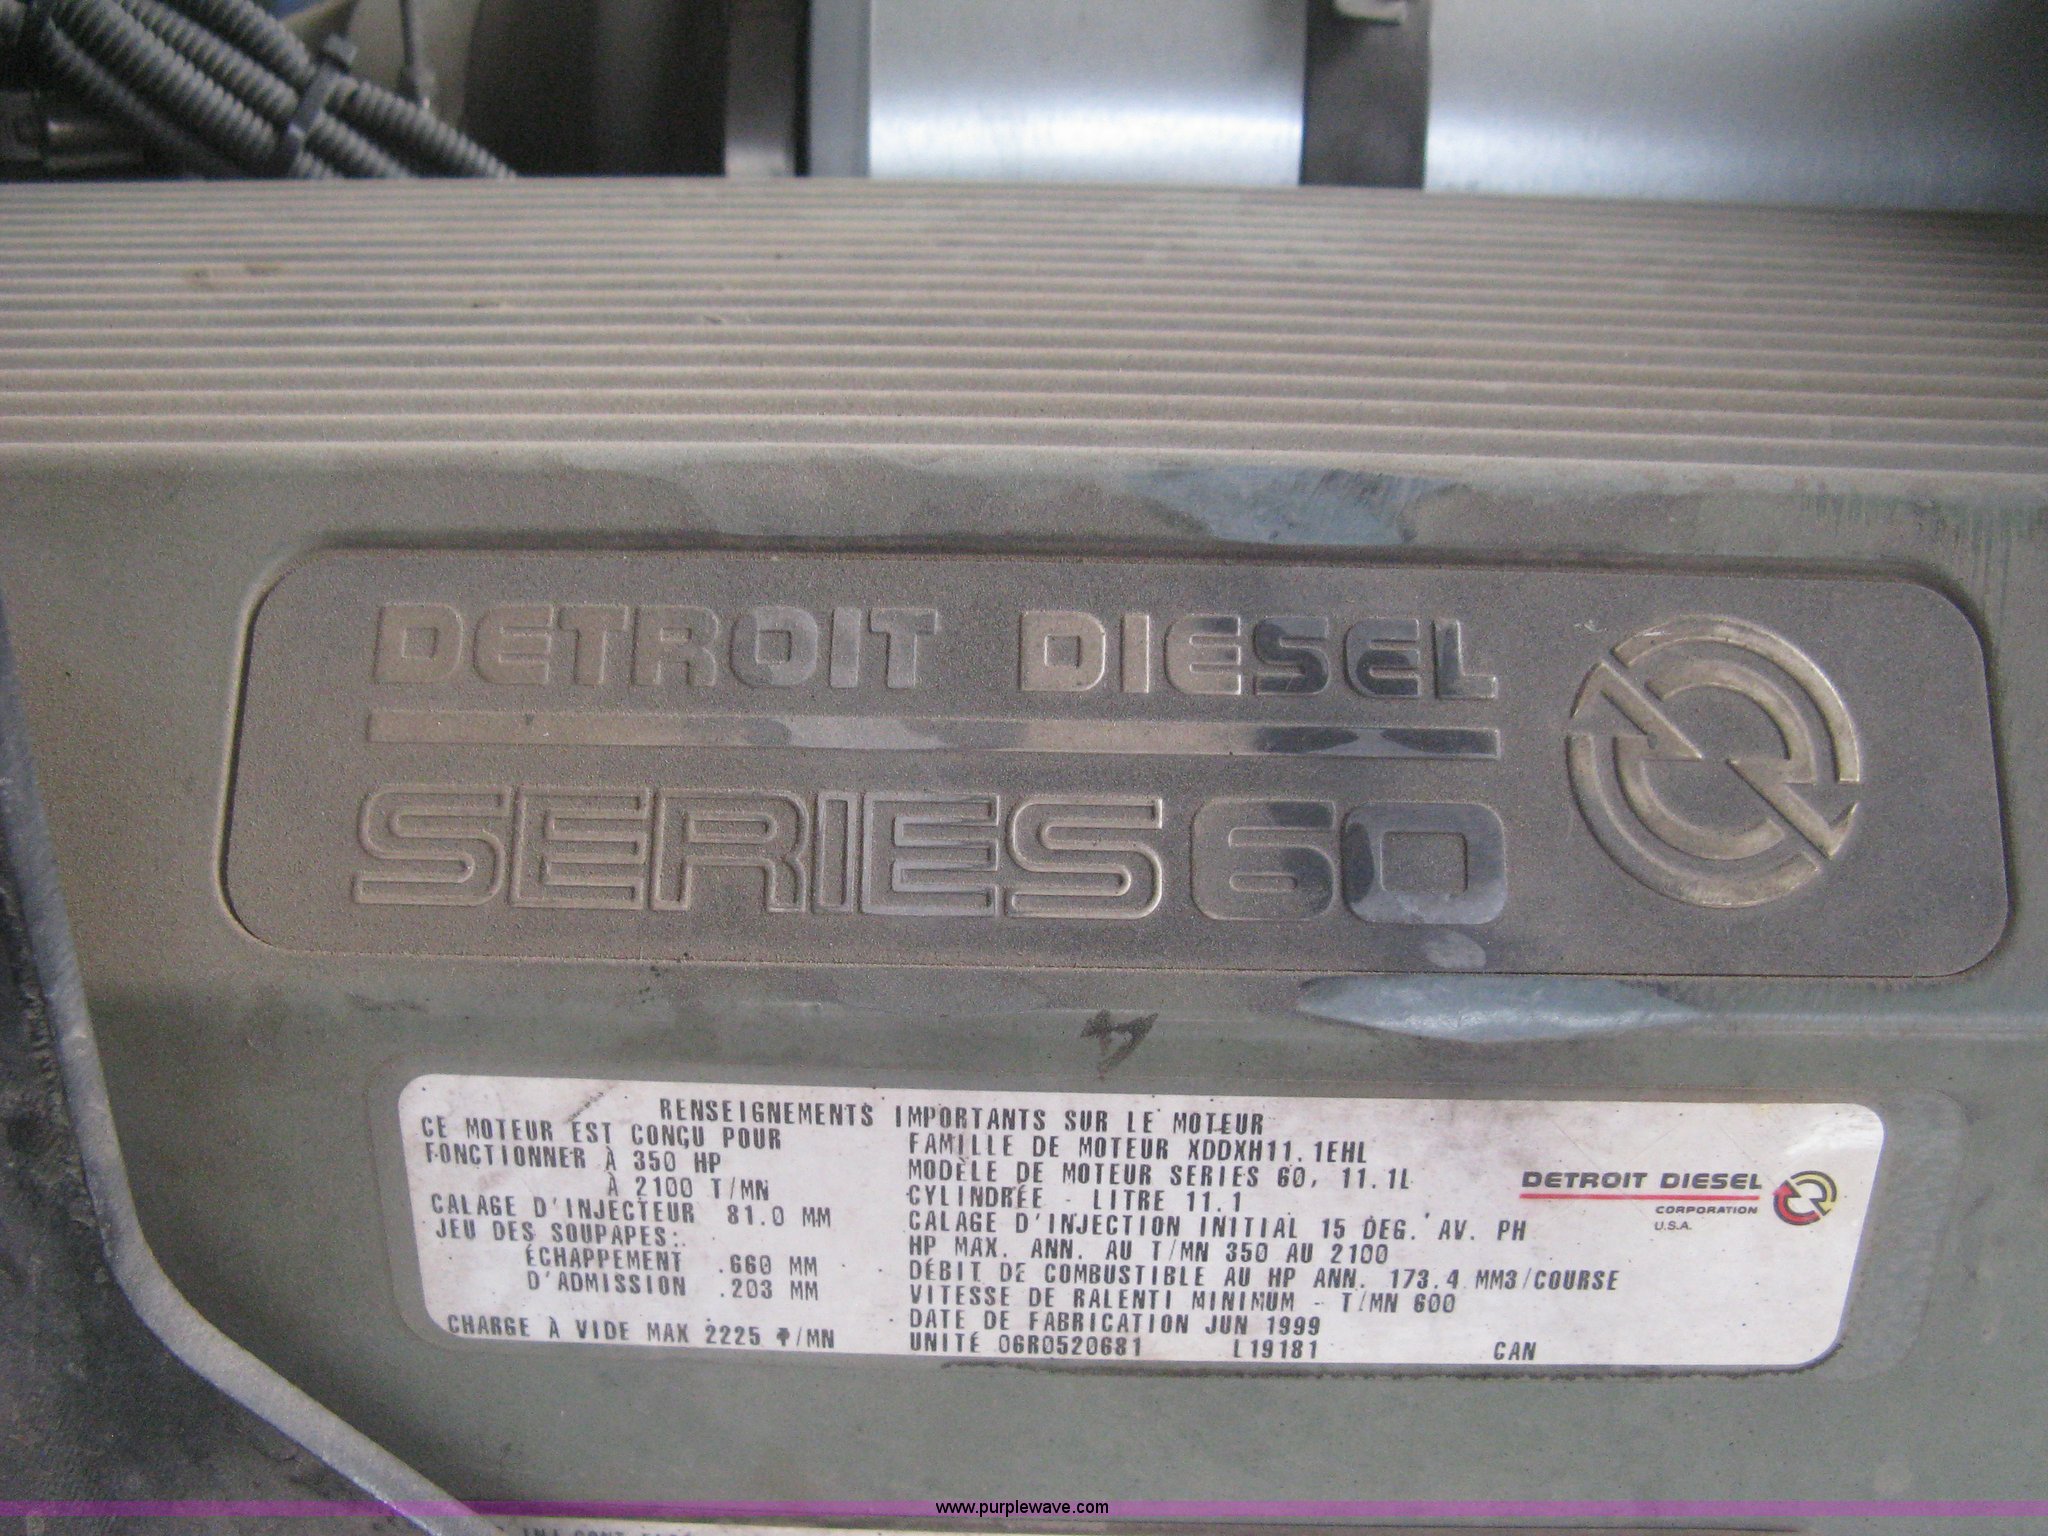 DETROIT DIESEL
SERIES 60
RENSEIGNEMENTS IMPORTANTS SUR LE MOTEUR
CE MOTEUR EST CONÇU POUR
FONCTIONNER À 350 HP
À 2100 T/MN
CALAGE D'INJECTEUR 81.0 MM
JEU DES SOUPAPES:
ÉCHAPPEMENT .660 MM
D'ADMISSION .203 MM
CHARGE À VIDE MAX 2225 T/MN
FAMILLE DE MOTEUR XDDXH11.1EHL
MODÈLE DE MOTEUR SERIES 60, 11.1L
CYLINDRÉE - LITRE 11.1
CALAGE D'INJECTION INITIAL 15 DEG. AV. PH
HP MAX. ANN. AU T/MN 350 AU 2100
DÉBIT DE COMBUSTIBLE AU HP ANN. 173.4 MM3/COURSE
VITESSE DE RALENTI MINIMUM - T/MN 600
DATE DE FABRICATION JUN 1999
UNITÉ 06R0520681 L19181 CAN
DETROIT DIESEL
CORPORATION
U.S.A.
www.purplewave.com